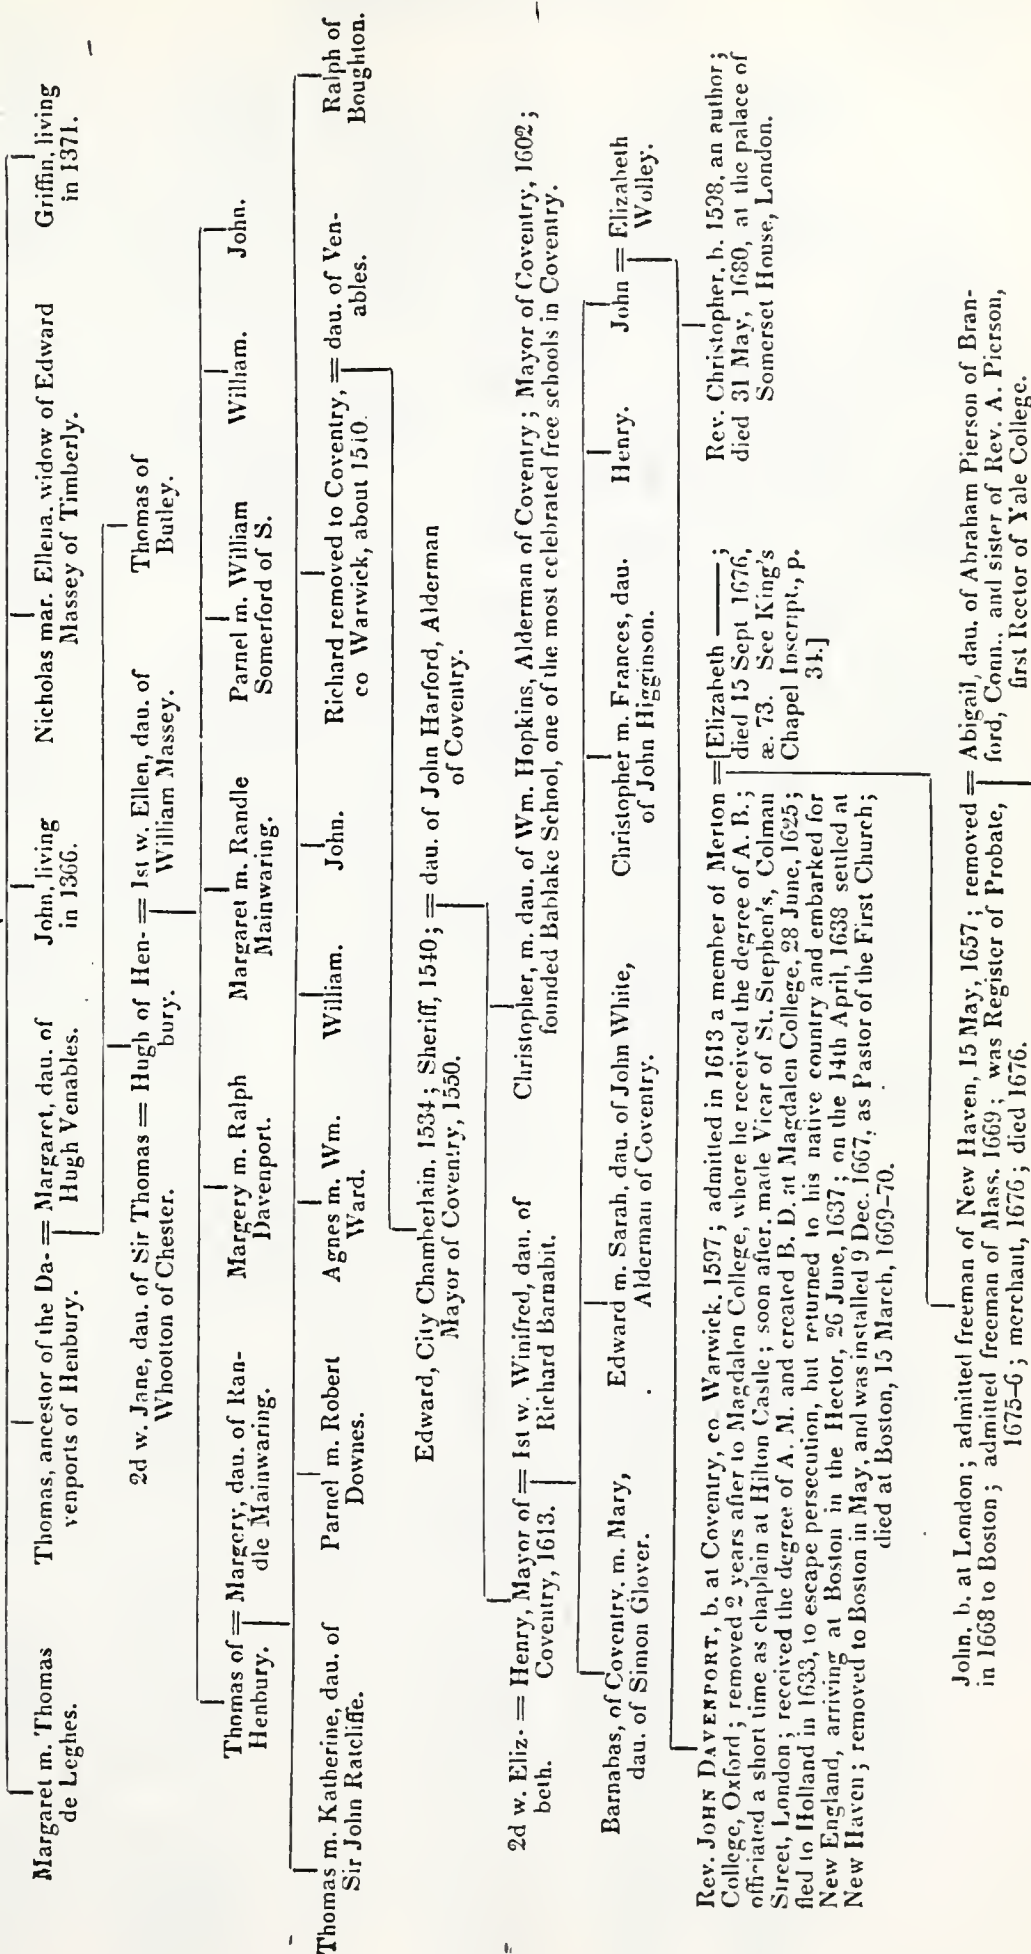 Margaret m. Thomas
de Leghes.
Thomas, ancestor of the Da-
venports of Henbury.
= Margaret, dau. of
Hugh Venables.
John, living
in 1366.
Nicholas mar. Ellena, widow of Edward
Massey of Timberly.
Griffin, living
in 1371.
2d w. Jane, dau. of Sir Thomas = Hugh of Hen- = 1st w. Ellen, dau. of
Whootton of Chester.
bury.
William Massey.
Thomas of
Butley.
Thomas of = Margery, dau. of Ran-
Henbury.
dle Mainwaring.
Margery m. Ralph
Davenport.
Margaret m. Randle
Mainwaring.
Parnel m. William
Somerford of S.
William.
John.
Thomas m. Katherine, dau. of
Sir John Ratcliffe.
Parnel m. Robert
Downes.
Agnes m. Wm.
Ward.
William.
John.
Richard removed to Coventry, = dau. of Ven-
co Warwick, about 1510.
ables.
Ralph of
Boughton.
Edward, City Chamberlain, 1534; Sheriff, 1540; = dau. of John Harford, Alderman
Mayor of Coventry, 1550.
of Coventry.
2d w. Eliz- = Henry, Mayor of = 1st w. Winifred, dau. of
beth.
Coventry, 1613.
Richard Barnabit.
Christopher, m. dau. of Wm. Hopkins, Alderman of Coventry; Mayor of Coventry, 1602;
founded Bablake School, one of the most celebrated free schools in Coventry.
Barnabas, of Coventry, m. Mary,
dau. of Simon Glover.
Edward m. Sarah, dau. of John White,
Alderman of Coventry.
Christopher m. Frances, dau.
of John Higginson.
Henry.
John = Elizabeth
Wolley.
Rev. JOHN DAVENPORT, b. at Coventry, co. Warwick, 1597; admitted in 1613 a member of Merton
College, Oxford; removed 2 years after to Magdalen College, where he received the degree of A. B.;
officiated a short time as chaplain at Hilton Castle; soon after, made Vicar of St. Stephen's, Colman
Street, London; received the degree of A. M. and created B. D. at Magdalen College, 28 June, 1625;
fled to Holland in 1633, to escape persecution, but returned to his native country and embarked for
New England, arriving at Boston in the Hector, 26 June, 1637; on the 14th April, 1638 settled at
New Haven; removed to Boston in May, and was installed 9 Dec. 1667, as Pastor of the First Church;
died at Boston, 15 March, 1669-70.
= [Elizabeth ———;
died 15 Sept 1676,
æ. 73. See King's
Chapel Inscript., p.
34.]
Rev. Christopher, b. 1598, an author;
died 31 May, 1680, at the palace of
Somerset House, London.
John, b. at London; admitted freeman of New Haven, 15 May, 1657; removed
in 1668 to Boston; admitted freeman of Mass. 1669; was Register of Probate,
1675-6; merchant, 1676; died 1676.
= Abigail, dau. of Abraham Pierson of Bran-
ford, Conn., and sister of Rev. A. Pierson,
first Rector of Yale College.